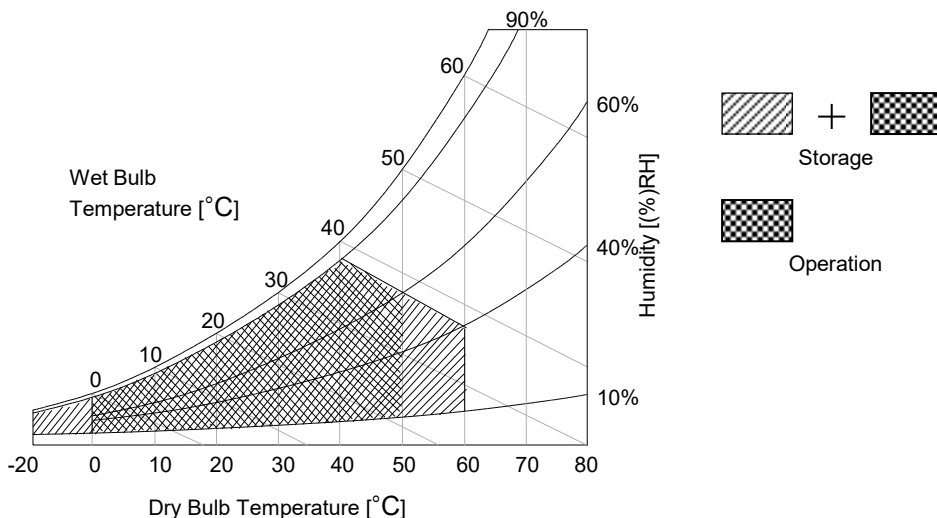 90%
60
60%
50
Wet Bulb
Temperature [°C]
40
40%
30
20
10
0
10%
-20 0 10 20 30 40 50 60 70 80
Dry Bulb Temperature [°C]
Humidity [(%)RH]
+
Storage
Operation